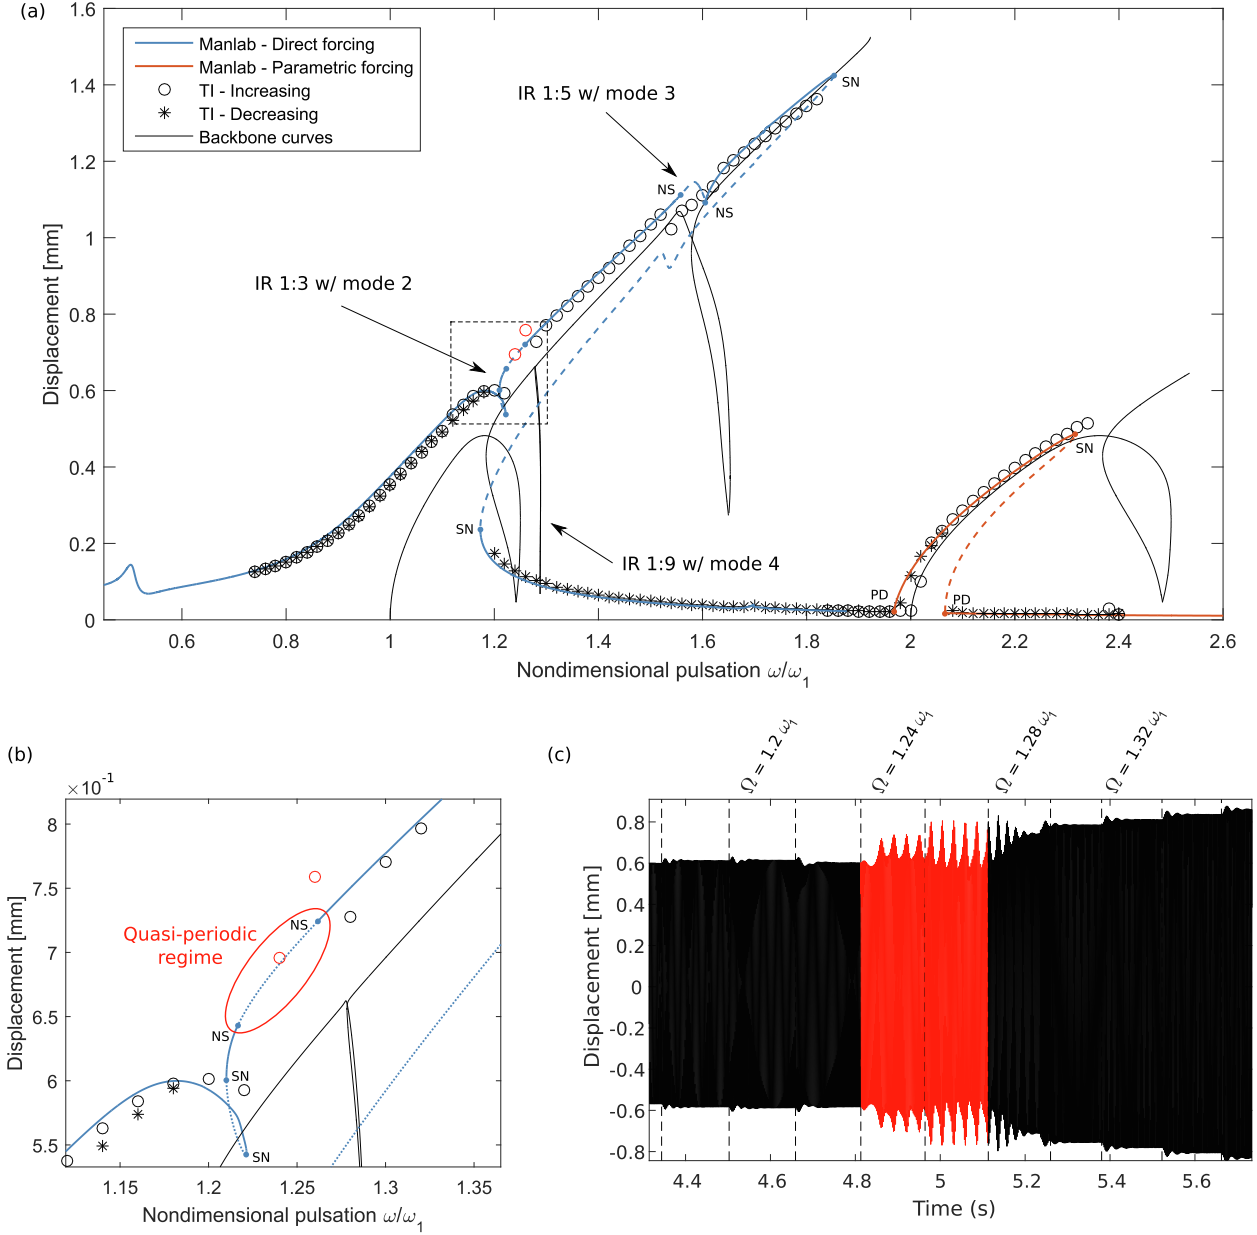 (a)
1.6
1.4
1.2
1
0.8
0.6
0.4
0.2
0
Displacement [mm]
Manlab - Direct forcing
Manlab - Parametric forcing
TI - Increasing
TI - Decreasing
Backbone curves
IR 1:5 w/ mode 3
SN
NS
NS
IR 1:3 w/ mode 2
SN
IR 1:9 w/ mode 4
PD
PD
SN
0.6
0.8
1
1.2
1.4
1.6
1.8
2
2.2
2.4
2.6
Nondimensional pulsation ω/ω1
(b)
×10-1
8
7.5
7
6.5
6
5.5
Displacement [mm]
Quasi-periodic
regime
NS
NS
SN
SN
1.15
1.2
1.25
1.3
1.35
Nondimensional pulsation ω/ω1
(c)
Ω = 1.2 ω1
Ω = 1.24 ω1
Ω = 1.28 ω1
Ω = 1.32 ω1
0.8
0.6
0.4
0.2
0
-0.2
-0.4
-0.6
-0.8
Displacement [mm]
4.4
4.6
4.8
5
5.2
5.4
5.6
Time (s)